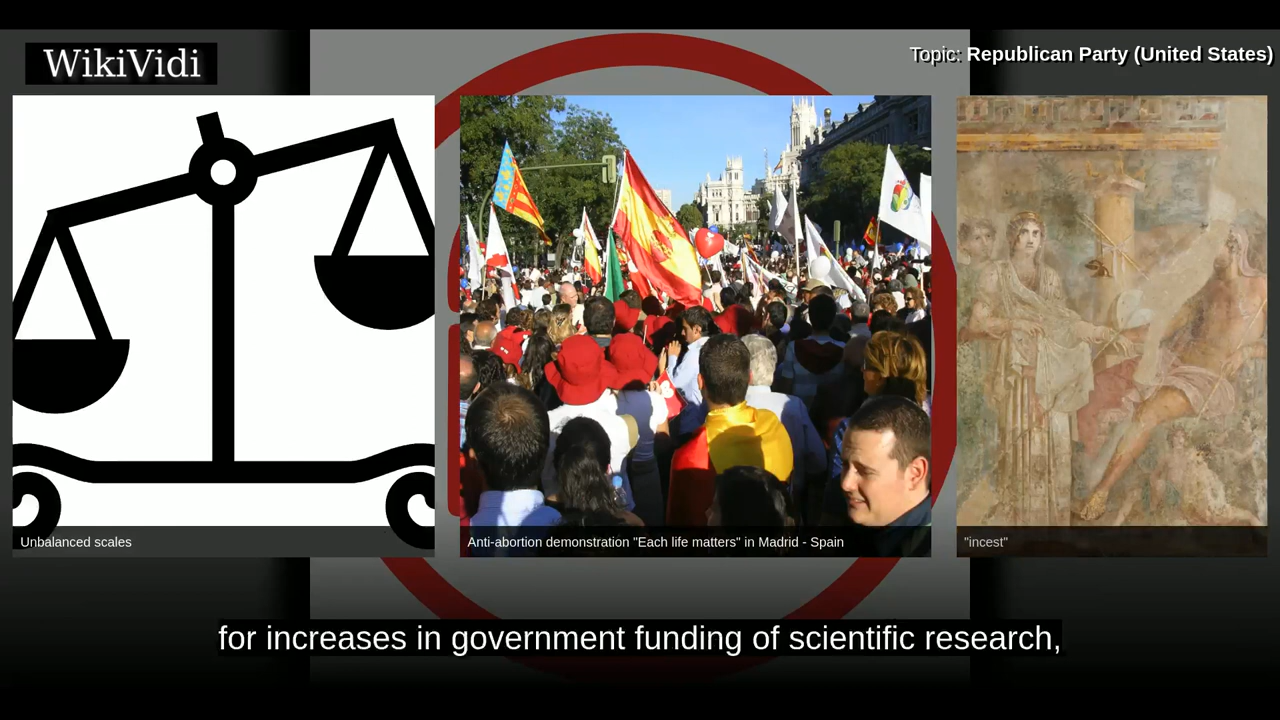 WikiVidi
Topic: Republican Party (United States)
Unbalanced scales
Anti-abortion demonstration "Each life matters" in Madrid - Spain
"incest"
for increases in government funding of scientific research,